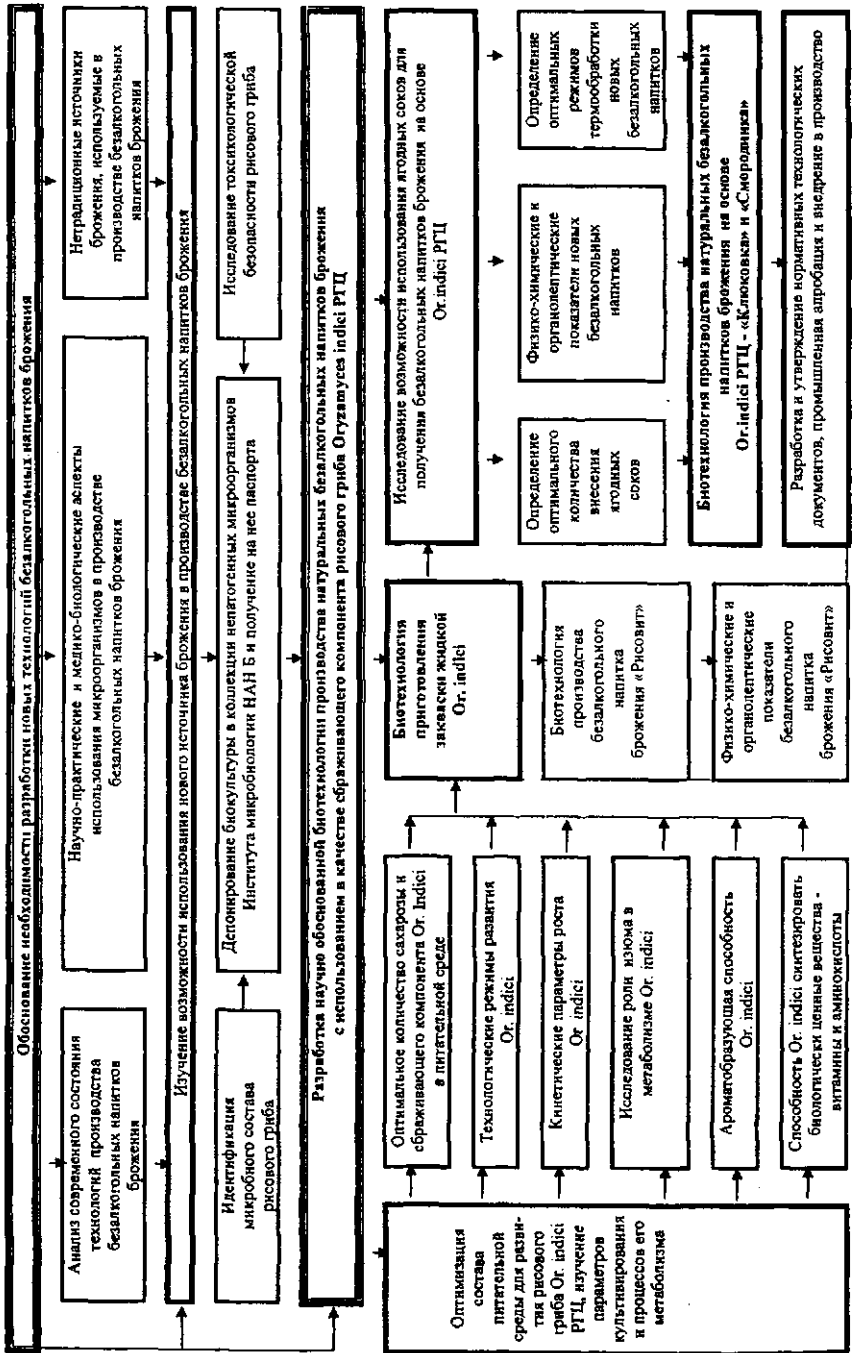 Обоснование необходимости разработки новых технологий безалкогольных напитков брожения
Анализ современного состояния
технологий производства
безалкогольных напитков
брожения
Научно-практические и медико-биологические аспекты
использования микроорганизмов в производстве
безалкогольных напитков брожения
Нетрадиционные источники
брожения, используемые в
производстве безалкогольных
напитков брожения
Изучение возможности использования нового источника брожения в производстве безалкогольных напитков брожения
Идентификация
микробного состава
рисового гриба
Депонирование биокультуры в коллекции непатогенных микроорганизмов
Института микробиологии НАН Б и получение на нее паспорта
Исследование токсикологической
безопасности рисового гриба
Разработка научно обоснованной биотехнологии производства натуральных безалкогольных напитков брожения
с использованием в качестве сбраживающего компонента рисового гриба Oryzamyces indici РГЦ
Оптимизация
состава
питательной
среды для разви-
тия рисового
гриба Or. indici
РГЦ, изучение
параметров
культивирования
и процессов его
метаболизма
Оптимальное количество сахарозы и
сбраживающего компонента Or. Indici
в питательной среде
Технологические режимы развития
Or. indici
Кинетические параметры роста
Or indici
Исследование роли изюма в
метаболизме Or. indici
Ароматобразующая способность
Or. indici
Способность Or. indici синтезировать
биологически ценные вещества -
витамины и аминокислоты
Биотехнология
приготовления
закваски жидкой
Or. indici
Биотехнология
производства
безалкогольного
напитка
брожения «Рисовит»
Физико-химические и
органолептические
показатели
безалкогольного
напитка
брожения «Рисовит»
Исследование возможности использования ягодных соков для
получения безалкогольных напитков брожения на основе
Or.indici РГЦ
Определение
оптимального
количества
внесения
ягодных
соков
Физико-химические и
органолептические
показатели новых
безалкогольных
напитков
Определение
оптимальных
режимов
термообработки
новых
безалкогольных
напитков
Биотехнология производства натуральных безалкогольных
напитков брожения на основе
Or.indici РГЦ - «Клюковка» и «Смородинка»
Разработка и утверждение нормативных технологических
документов, промышленная апробация и внедрение в производство